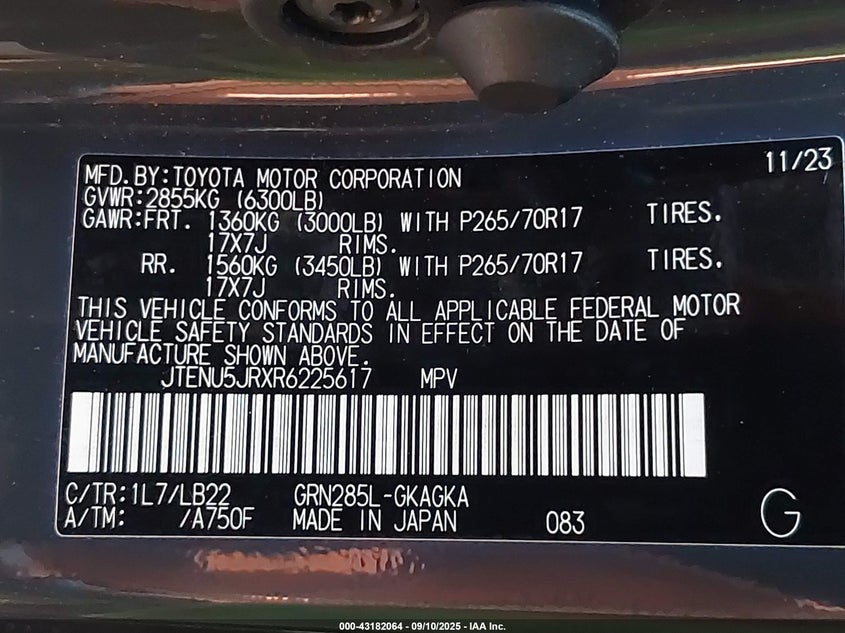 11/23
MFD.BY:TOYOTA MOTOR CORPORATION
GVWR:2855KG (6300LB)
GAWR:FRT. 1360KG (3000LB) WITH P265/70R17 TIRES.
17X7J RIMS.
RR. 1560KG (3450LB) WITH P265/70R17 TIRES.
17X7J RIMS.
THIS VEHICLE CONFORMS TO ALL APPLICABLE FEDERAL MOTOR
VEHICLE SAFETY STANDARDS IN EFFECT ON THE DATE OF
MANUFACTURE SHOWN ABOVE.
JTENU5JRXR6225617 MPV
C/TR:1L7/LB22 GRN285L-GKAGKA
A/TM: /A750F MADE IN JAPAN 083 G
000-43182064 - 09/10/2025 - IAA Inc.